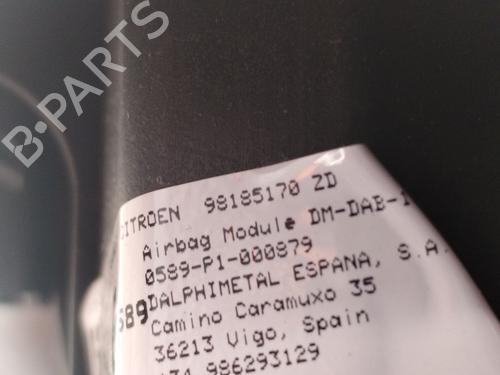 B-PARTS
CITROEN 98185170 ZD
Airbag Module DM-DAB-
0589-P1-000879
589 DALPHIMETAL ESPANA, S.A.
Camino Caramuxo 35
36213 Vigo, Spain
986293129